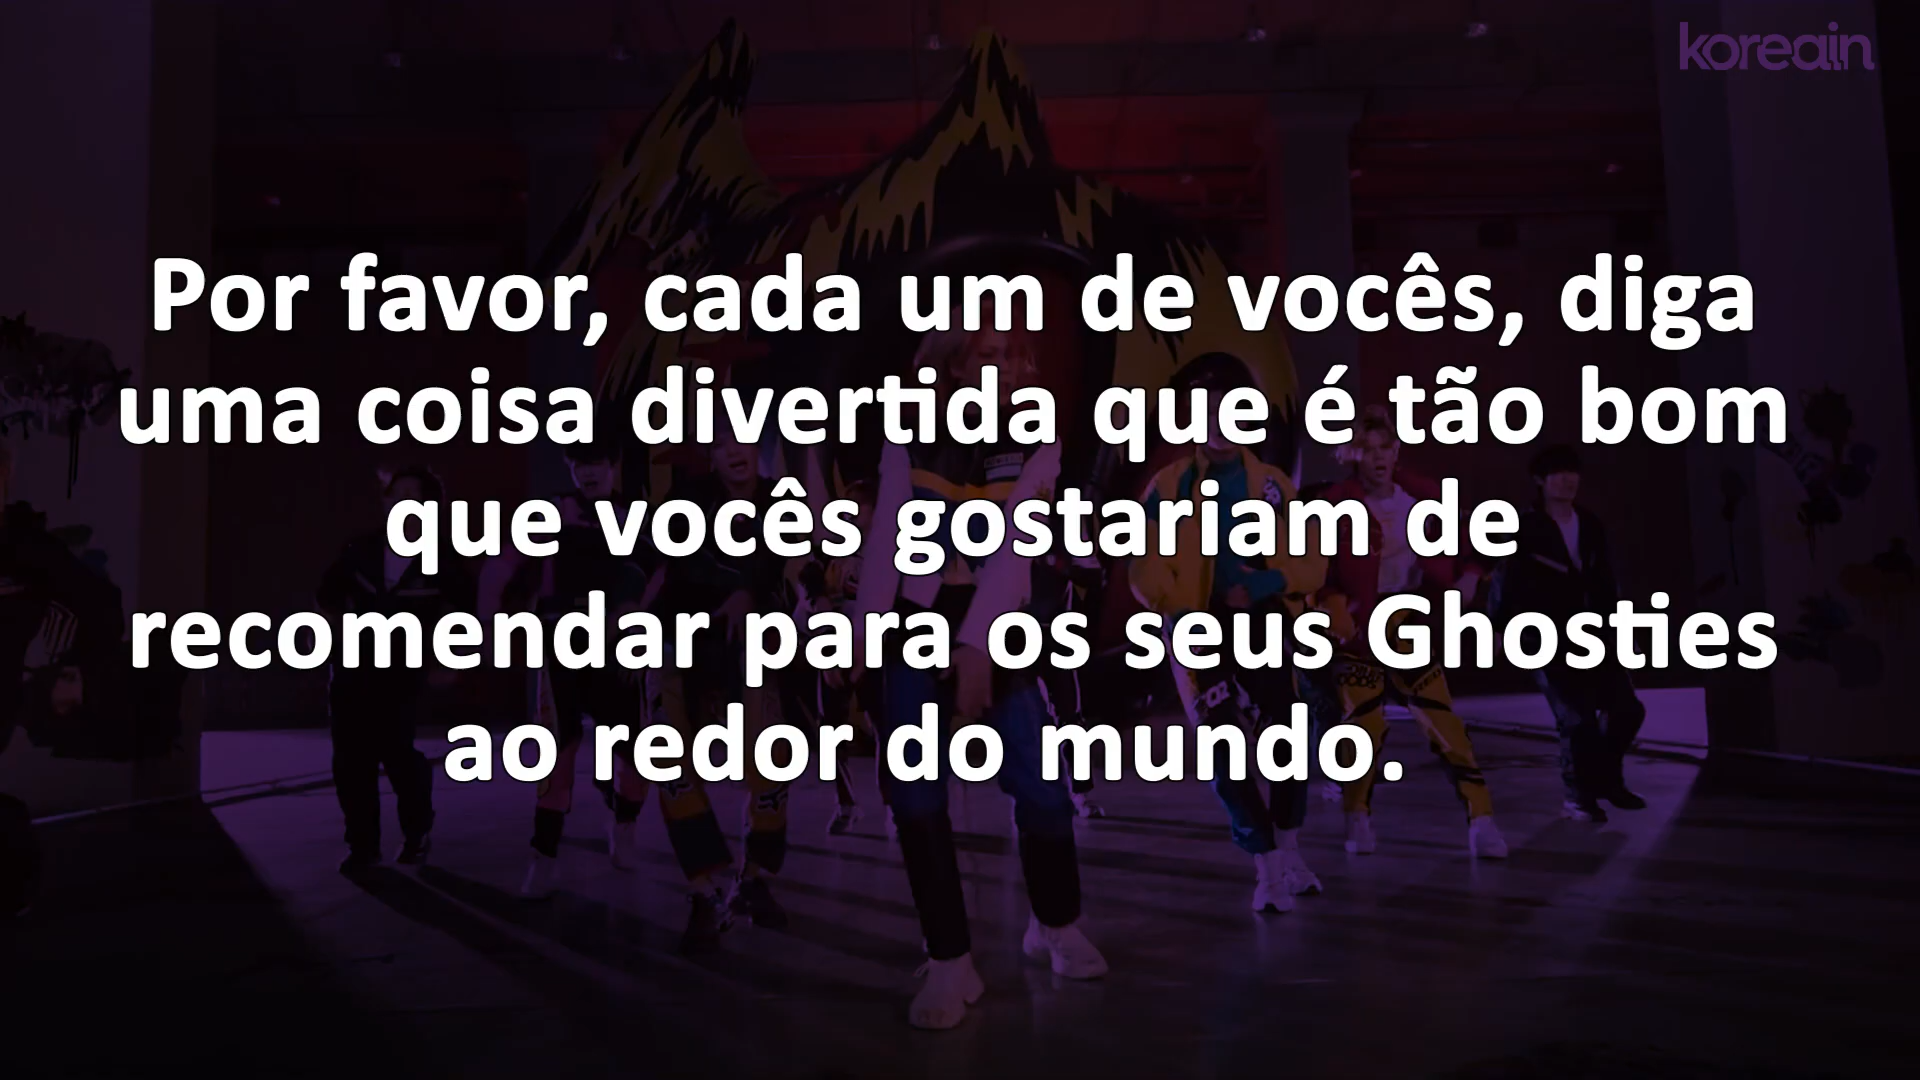 koreain
Por favor, cada um de vocês, diga
uma coisa divertida que é tão bom
que vocês gostariam de
recomendar para os seus Ghosties
ao redor do mundo.